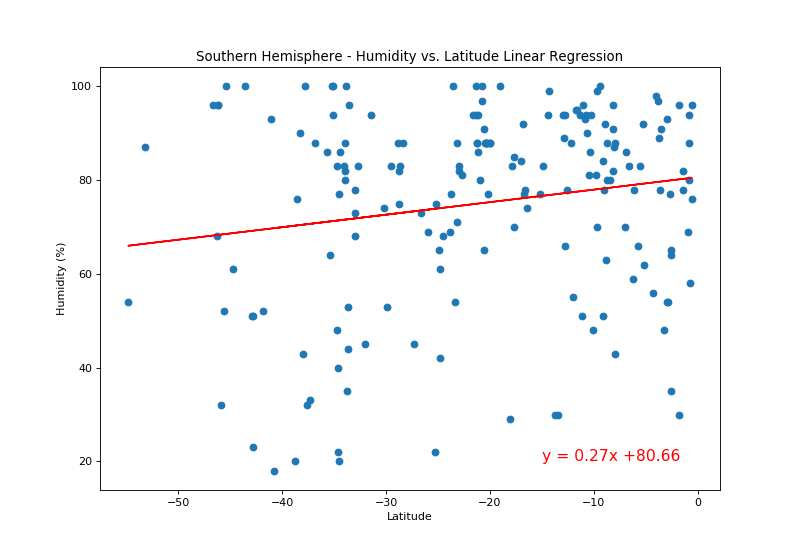 Southern Hemisphere - Humidity vs. Latitude Linear Regression
100
80
60
40
20
Humidity (%)
y = 0.27x +80.66
−50 −40 −30 −20 −10 0
Latitude